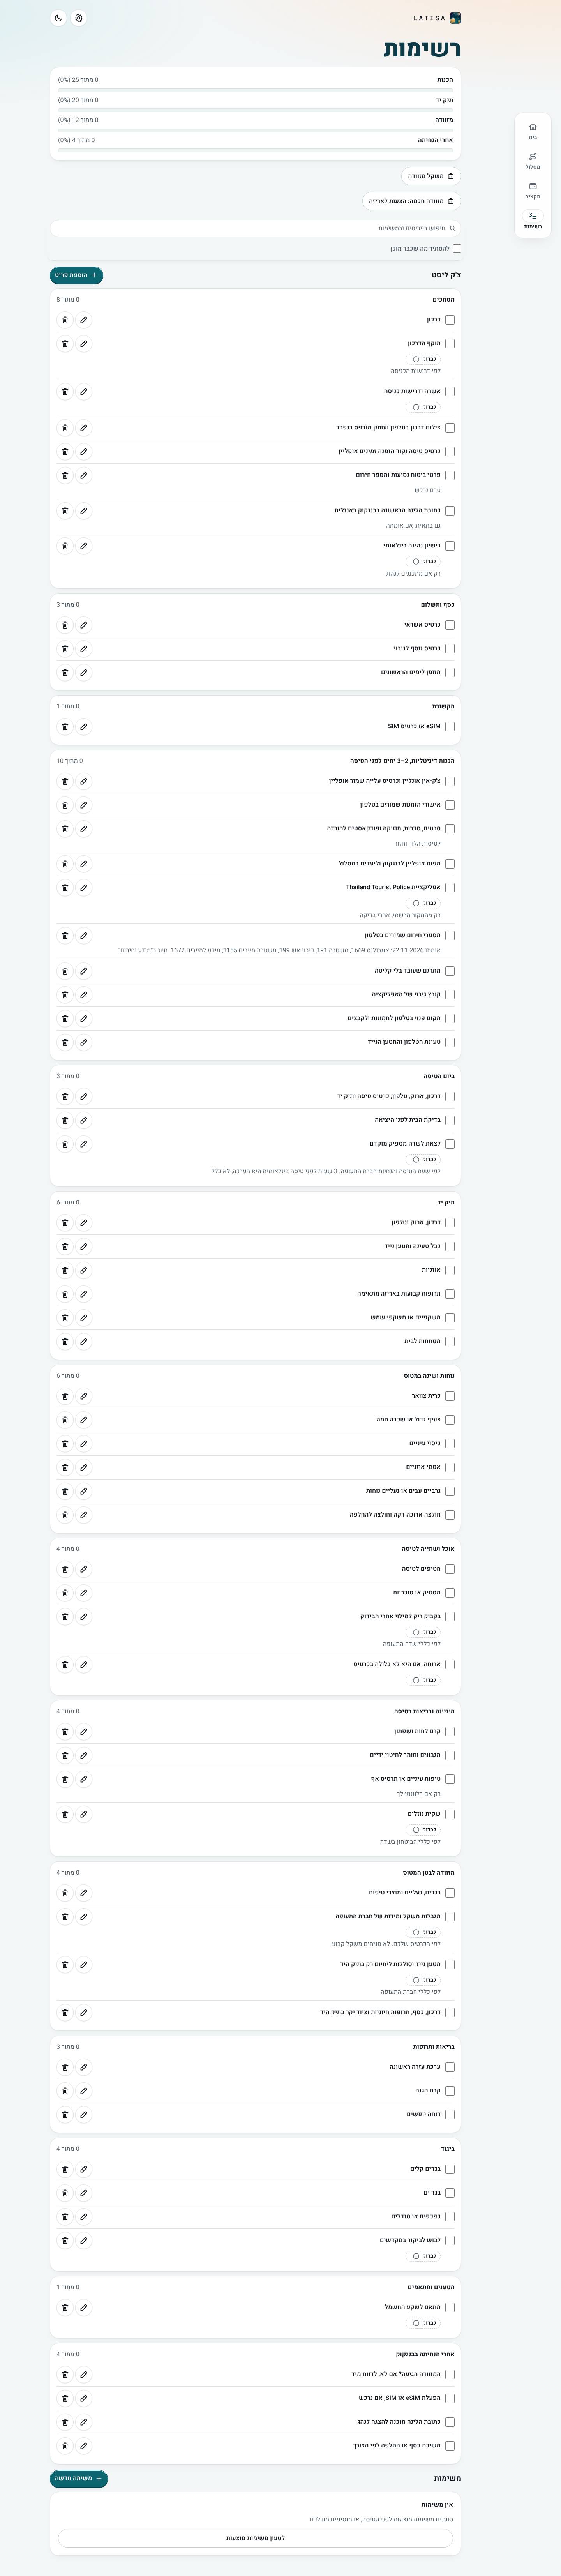 LATISA
רשימות
הכנות
0 מתוך 25 (0%)
תיק יד
0 מתוך 20 (0%)
מזוודה
0 מתוך 12 (0%)
אחרי הנחיתה
0 מתוך 4 (0%)
בית
מסלול
תקציב
רשימות
משקל מזוודה
מזוודה חכמה: הצעות לאריזה
חיפוש בפריטים ובמשימות
להסתיר מה שכבר מוכן
צ'ק ליסט
הוספת פריט
מסמכים
0 מתוך 8
דרכון
תוקף הדרכון
לבדוק
לפי דרישות הכניסה
אשרה ודרישות כניסה
לבדוק
צילום דרכון בטלפון ועותק מודפס בנפרד
כרטיס טיסה וקוד הזמנה זמינים אופליין
פרטי ביטוח נסיעות ומספר חירום
טרם נרכש
כתובת הלינה הראשונה בבנגקוק באנגלית
גם בתאית, אם אומתה
רישיון נהיגה בינלאומי
לבדוק
רק אם מתכננים לנהוג
כסף ותשלום
0 מתוך 3
כרטיס אשראי
כרטיס נוסף לגיבוי
מזומן לימים הראשונים
תקשורת
0 מתוך 1
eSIM או כרטיס SIM
הכנות דיגיטליות, 2–3 ימים לפני הטיסה
0 מתוך 10
צ'ק-אין אונליין וכרטיס עלייה שמור אופליין
אישורי הזמנות שמורים בטלפון
סרטים, סדרות, מוזיקה ופודקאסטים להורדה
לטיסות הלוך וחזור
מפות אופליין לבנגקוק וליעדים במסלול
אפליקציית Thailand Tourist Police
לבדוק
רק מהמקור הרשמי, אחרי בדיקה
מספרי חירום שמורים בטלפון
אומתו 22.11.2026: אמבולנס 1669, משטרה 191, כיבוי אש 199, משטרת תיירים 1155, מידע לתיירים 1672. חיוג ב"מידע וחירום"
מתרגם שעובד בלי קליטה
קובץ גיבוי של האפליקציה
מקום פנוי בטלפון לתמונות ולקבצים
טעינת הטלפון והמטען הנייד
ביום הטיסה
0 מתוך 3
דרכון, ארנק, טלפון, כרטיס טיסה ותיק יד
בדיקת הבית לפני היציאה
לצאת לשדה מספיק מוקדם
לבדוק
לפי שעת הטיסה והנחיות חברת התעופה. 3 שעות לפני טיסה בינלאומית היא הערכה, לא כלל
תיק יד
0 מתוך 6
דרכון, ארנק וטלפון
כבל טעינה ומטען נייד
אוזניות
תרופות קבועות באריזה מתאימה
משקפיים או משקפי שמש
מפתחות לבית
נוחות ושינה במטוס
0 מתוך 6
כרית צוואר
צעיף גדול או שכבה חמה
כיסוי עיניים
אטמי אוזניים
גרביים עבים או נעליים נוחות
חולצה ארוכה דקה וחולצה להחלפה
אוכל ושתייה לטיסה
0 מתוך 4
חטיפים לטיסה
מסטיק או סוכריות
בקבוק ריק למילוי אחרי הבידוק
לבדוק
לפי כללי שדה התעופה
ארוחה, אם היא לא כלולה בכרטיס
לבדוק
היגיינה ובריאות בטיסה
0 מתוך 4
קרם לחות ושפתון
מגבונים וחומר לחיטוי ידיים
טיפות עיניים או תרסיס אף
רק אם רלוונטי לך
שקית נוזלים
לבדוק
לפי כללי הביטחון בשדה
מזוודה לבטן המטוס
0 מתוך 4
בגדים, נעליים ומוצרי טיפוח
מגבלות משקל ומידות של חברת התעופה
לבדוק
לפי הכרטיס שלכם. לא מניחים משקל קבוע
מטען נייד וסוללות ליתיום רק בתיק היד
לבדוק
לפי כללי חברת התעופה
דרכון, כסף, תרופות חיוניות וציוד יקר בתיק היד
בריאות ותרופות
0 מתוך 3
ערכת עזרה ראשונה
קרם הגנה
דוחה יתושים
ביגוד
0 מתוך 4
בגדים קלים
בגד ים
כפכפים או סנדלים
לבוש לביקור במקדשים
לבדוק
מטענים ומתאמים
0 מתוך 1
מתאם לשקע החשמל
לבדוק
אחרי הנחיתה בבנגקוק
0 מתוך 4
המזוודה הגיעה? אם לא, לדווח מיד
הפעלת eSIM או SIM, אם נרכש
כתובת הלינה מוכנה להצגה לנהג
משיכת כסף או החלפה לפי הצורך
משימות
משימה חדשה
אין משימות
טוענים משימות מוצעות לפני הטיסה, או מוסיפים משלכם.
לטעון משימות מוצעות